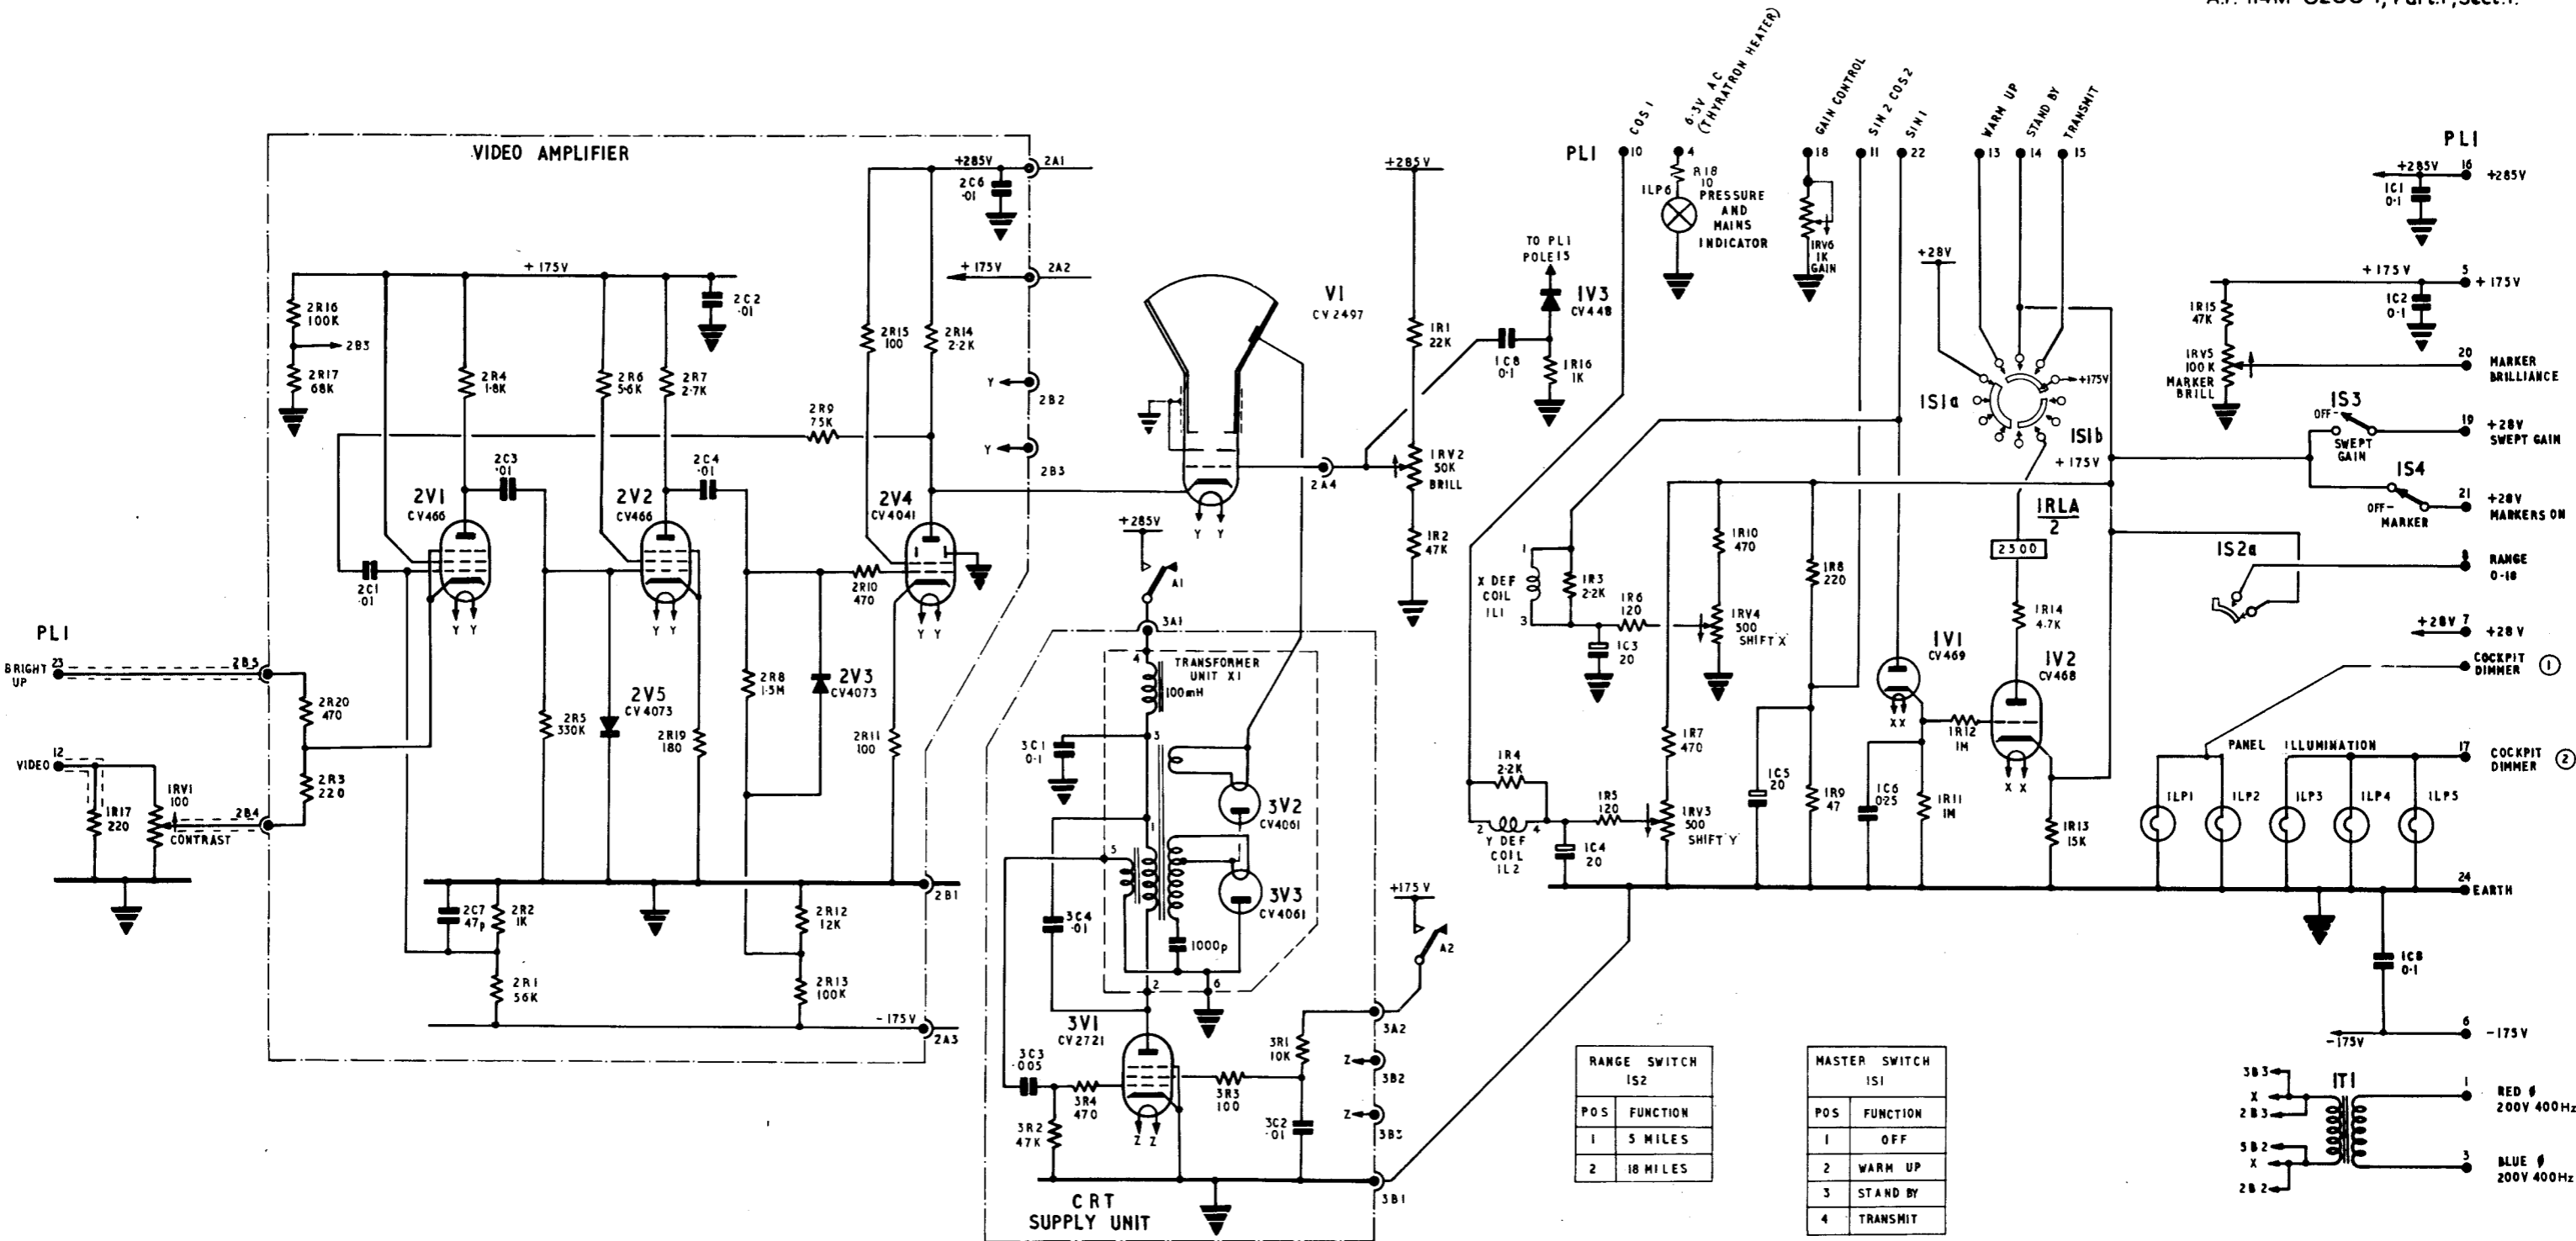 VIDEO AMPLIFIER
+285V
2A1
2C6
·01
+175V
2A2
+175V
2C2
·01
2R16
100K
2B3
2R17
68K
2R4
1·8K
2R6
5·6K
2R7
2·7K
2R15
100
2R14
2·2K
Y
2B2
Y
2B3
2R9
75K
2C3
·01
2C4
·01
2V1
CV466
2V2
CV466
2V4
CV4041
2C1
·01
2R10
470
Y Y
Y Y
Y Y
PL1
BRIGHT UP
23
2B5
2R20
470
2R5
330K
2V5
CV4073
2R19
180
2R8
1·5M
2V3
CV4073
2R11
100
VIDEO
12
1R17
220
1RV1
100
CONTRAST
2B4
2R3
220
2B1
2C7
47p
2R2
1K
2R12
12K
2R1
56K
2R13
100K
-175V
2A3
V1
CV2497
Y Y
+285V
1R1
22K
1RV2
50K
BRILL
2A4
1R2
47K
TO PL1
POLE 15
1V3
CV448
1C8
0·1
1R16
1K
+285V
A1
3A1
TRANSFORMER
UNIT X1
4
100mH
3
3C1
0·1
3V2
CV4061
1
5
3V3
CV4061
3C4
·01
1000p
2
6
3V1
CV2721
3C3
·005
3R4
470
3R2
47K
Z Z
3R3
100
3R1
10K
3C2
·01
+175V
A2
3A2
Z
3B2
Z
3B3
3B1
CRT
SUPPLY UNIT
PL1
COS 1
10
6·3V AC
(THYRATRON HEATER)
4
R18
10
1LP6
PRESSURE
AND
MAINS
INDICATOR
GAIN CONTROL
18
1RV6
1K
GAIN
SIN 2 COS 2
11
SIN 1
22
WARM UP
13
STAND BY
14
TRANSMIT
15
+28V
+175V
1S1a
1S1b
+175V
1RLA
2
2500
1
X DEF
COIL
1L1
3
1R3
2·2K
1R6
120
1C3
20
1R10
470
1RV4
500
SHIFT X
1R8
220
1V1
CV469
XX
1R14
4.7K
1V2
CV468
X X
1R12
1M
1R7
470
1R4
2·2K
2
4
Y DEF
COIL
1L2
1R5
120
1C4
20
1RV3
500
SHIFT Y
1C5
20
1R9
47
1C6
0·25
1R11
1M
1R13
15K
PL1
16
+285V
+285V
1C1
0·1
5
+175V
+175V
1C2
0·1
1R15
47K
1RV5
100K
MARKER
BRILL
20
MARKER
BRILLIANCE
1S3
OFF
SWEPT
GAIN
19
+28V
SWEPT GAIN
1S4
OFF
MARKER
21
+28V
MARKERS ON
1S2a
8
RANGE
0-18
+28V
7
+28V
COCKPIT
DIMMER
1
PANEL ILLUMINATION
17
COCKPIT
DIMMER
2
1LP1
1LP2
1LP3
1LP4
1LP5
24
EARTH
1C8
0·1
6
-175V
-175V
3B3
X
2B3
1T1
1
RED Ø
200V 400Hz
5B2
X
2B2
3
BLUE Ø
200V 400Hz
RANGE SWITCH
1S2
POS FUNCTION
1 5 MILES
2 18 MILES
MASTER SWITCH
1S1
POS FUNCTION
1 OFF
2 WARM UP
3 STAND BY
4 TRANSMIT